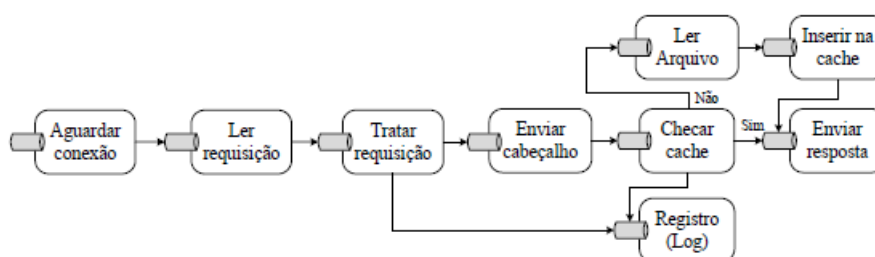 Ler
Arquivo
Inserir na
cache
Não
Aguardar
conexão
Ler
requisição
Tratar
requisição
Enviar
cabeçalho
Checar
cache
Sim
Enviar
resposta
Registro
(Log)